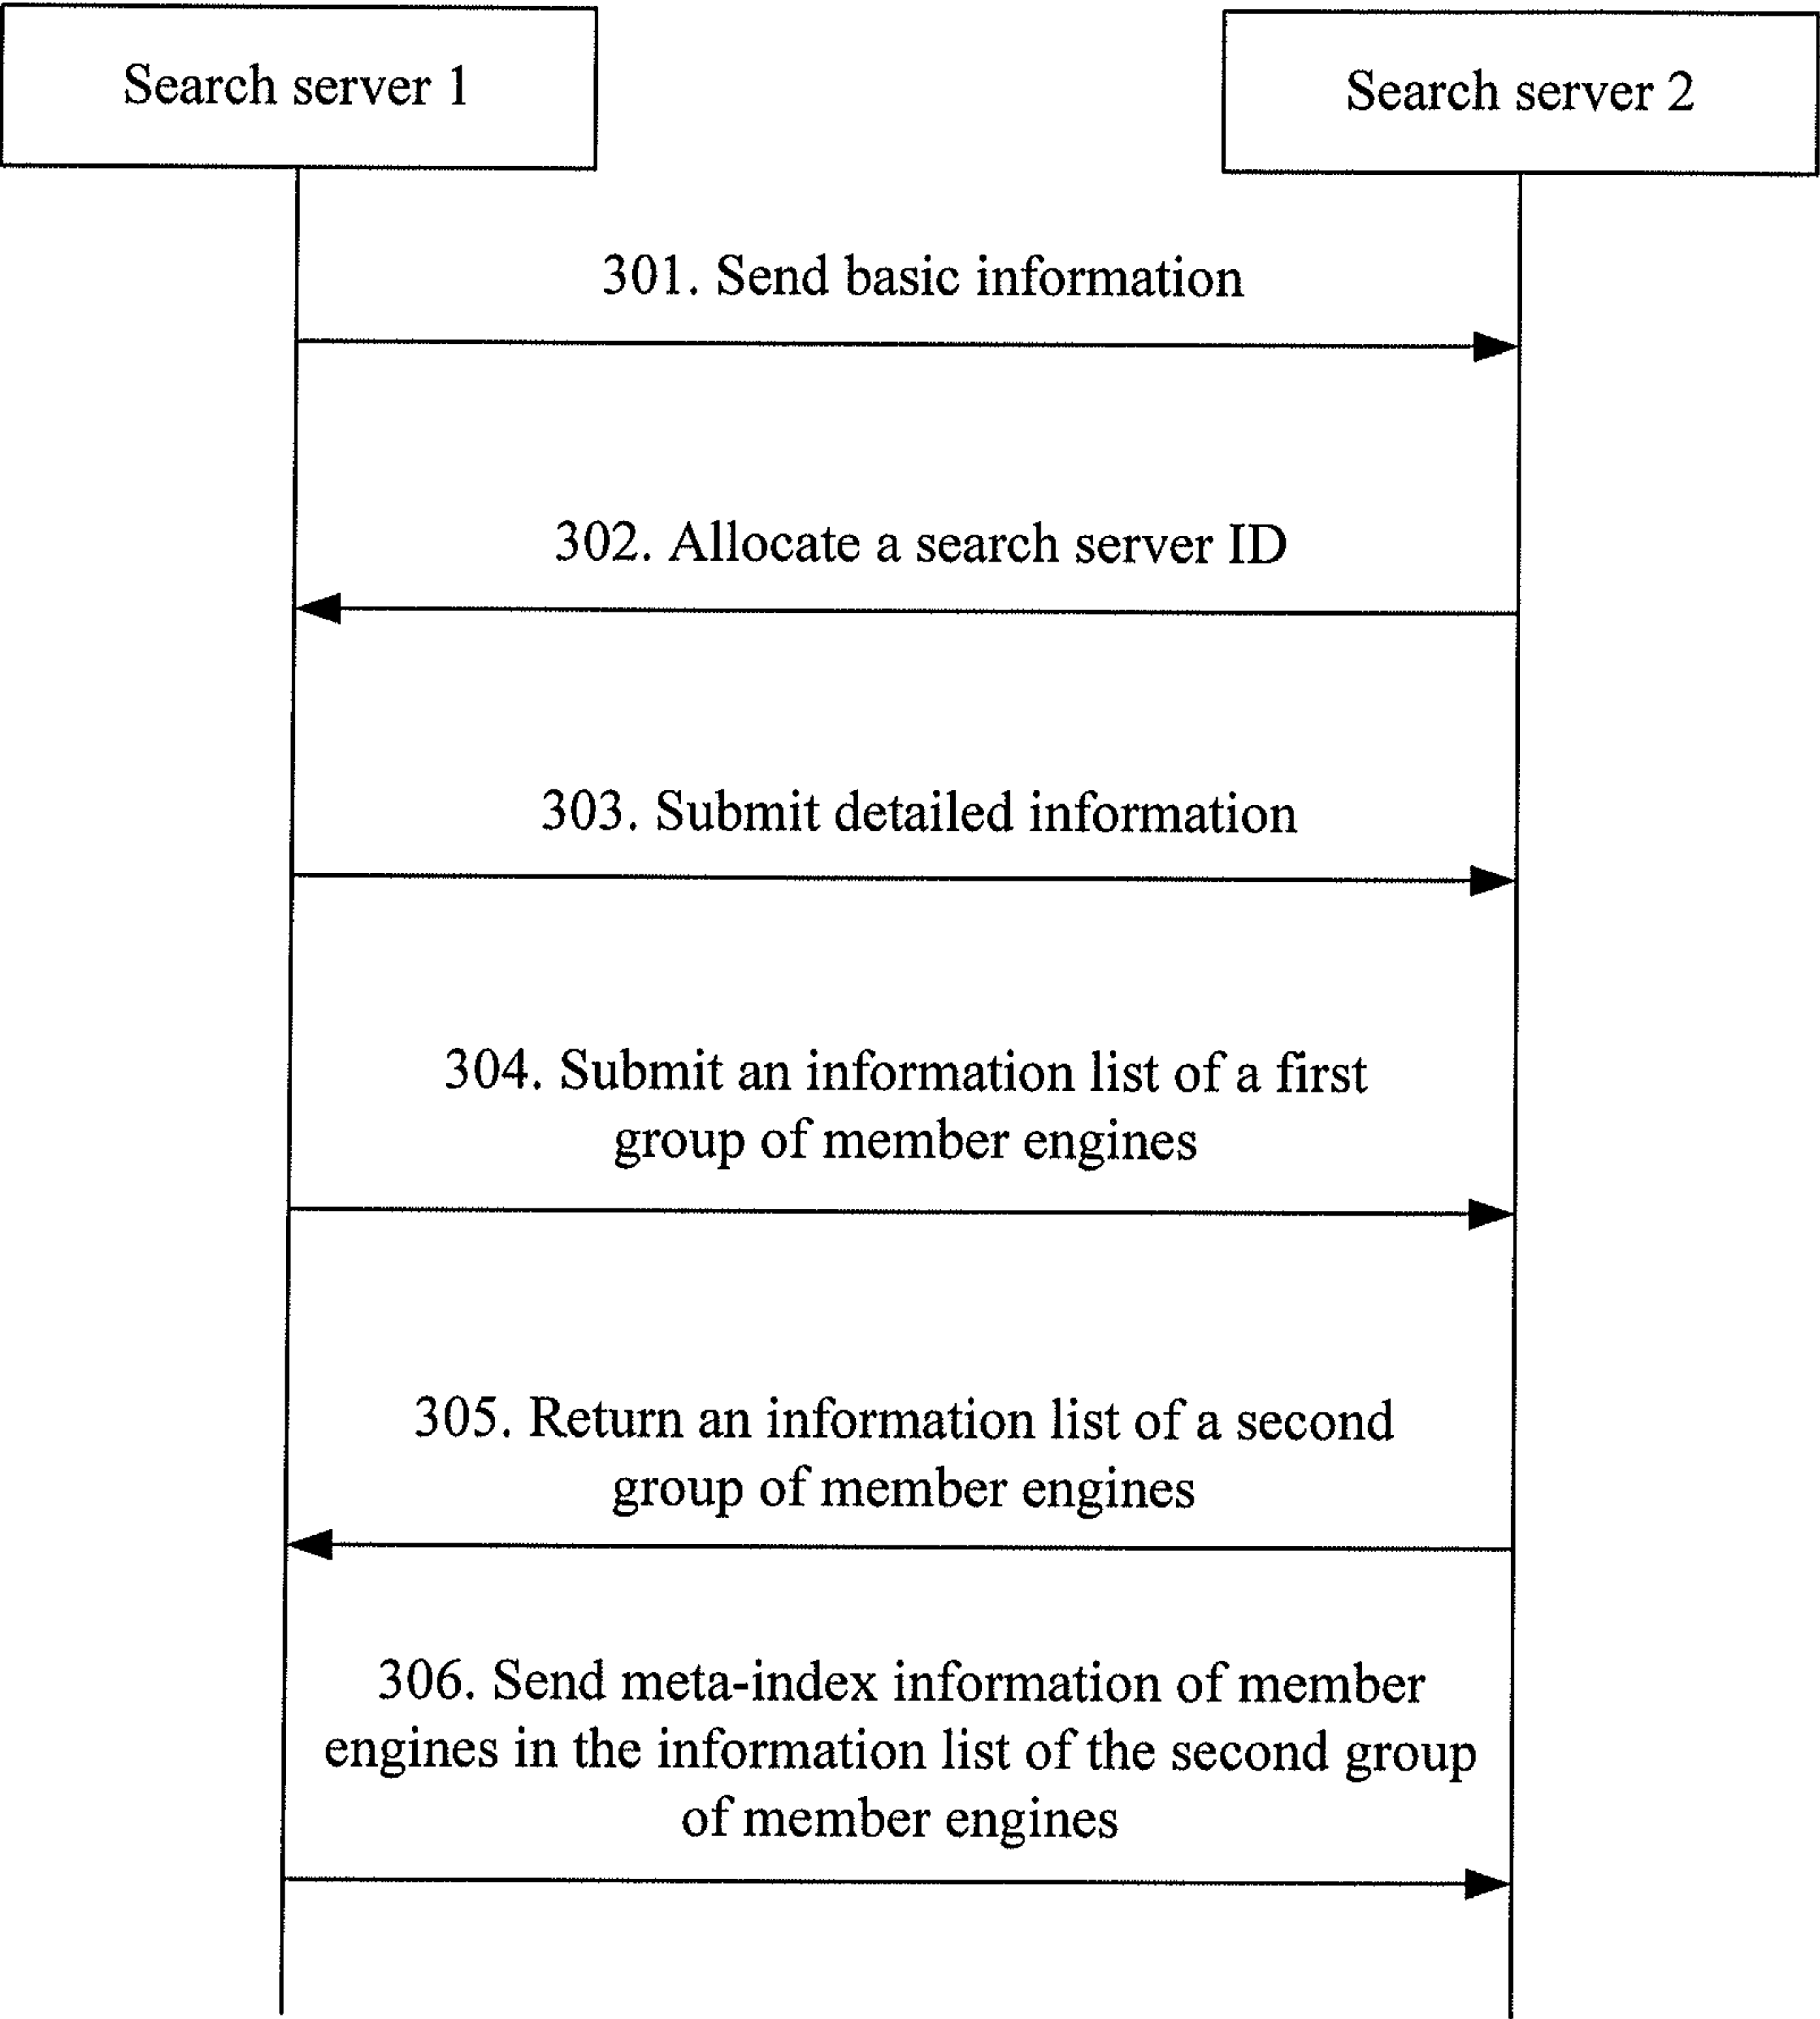 Search server 1
Search server 2
301. Send basic information
302. Allocate a search server ID
303. Submit detailed information
304. Submit an information list of a first
group of member engines
305. Return an information list of a second
group of member engines
306. Send meta-index information of member
engines in the information list of the second group
of member engines